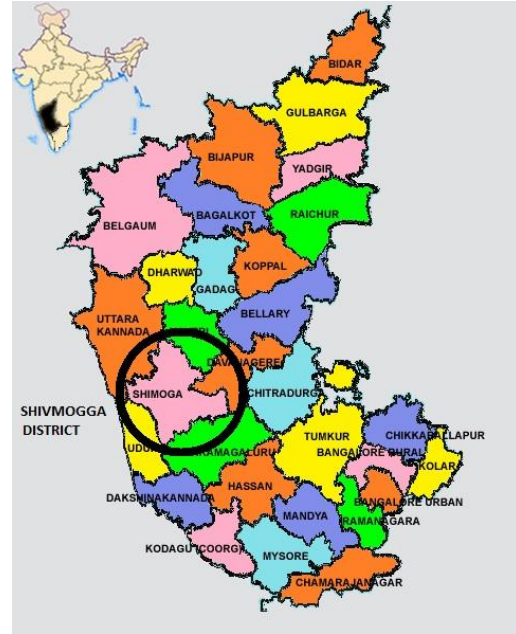 BIDAR
GULBARGA
YADGIR
BIJAPUR
BAGALKOT
RAICHUR
BELGAUM
DHARWAD
GADAG
KOPPAL
UTTARA
KANNADA
BELLARY
DAVANAGERE
SHIMOGA
CHITRADURGA
SHIVMOGGA
DISTRICT
TUMKUR
CHIKKABALLAPUR
BANGALORE RURAL
KOLAR
HASSAN
BANGALORE URBAN
DAKSHINAKANNADA
MANDYA
RAMANAGARA
KODAGU (COORG)
MYSORE
CHAMARAJANAGAR